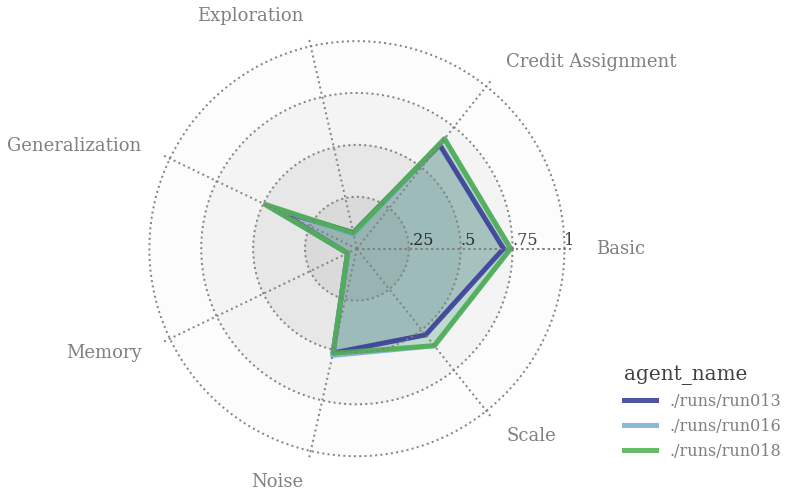 Exploration
Credit Assignment
Generalization
.25
.5
.75
1
Basic
Memory
Scale
Noise
agent_name
./runs/run013
./runs/run016
./runs/run018